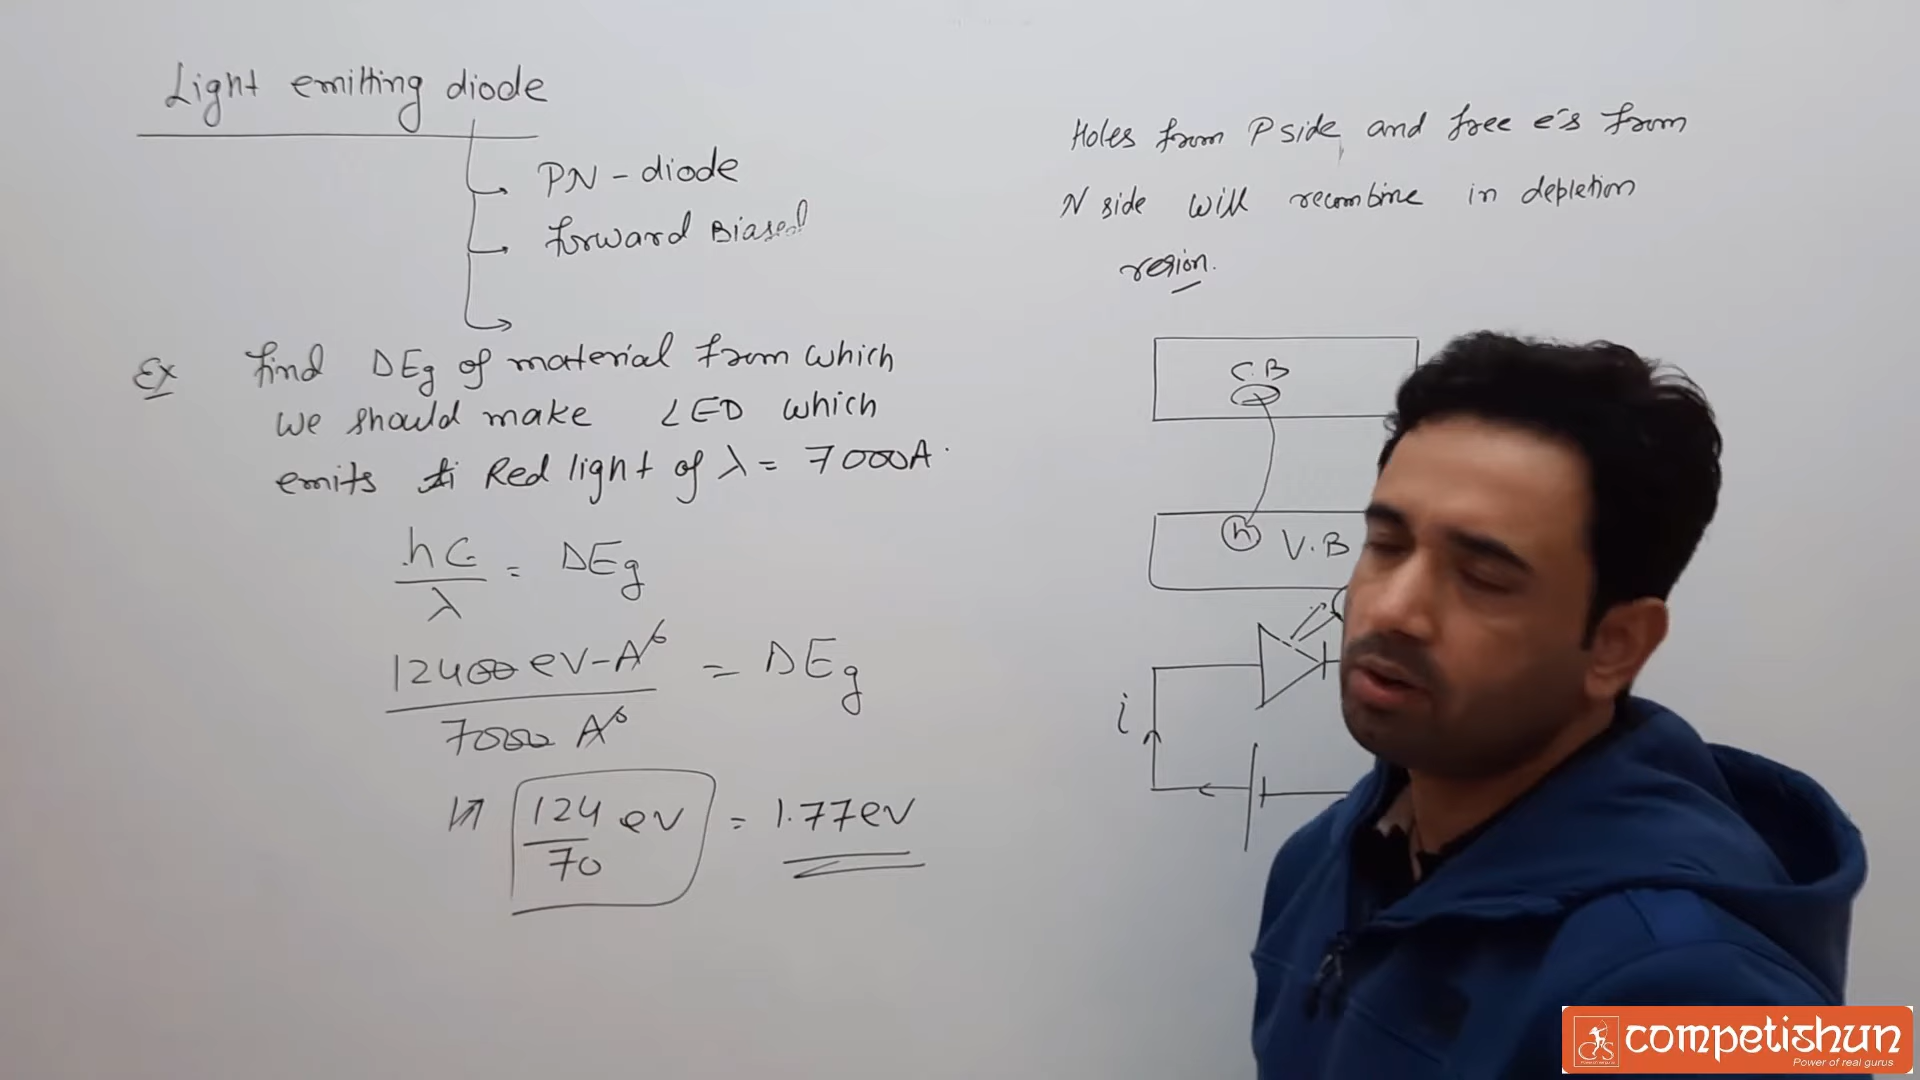 Light emitting diode
PN - diode
Forward Biased
Ex Find ΔEg of material from which
we should make LED which
emits Red light of λ = 7000A.
hc/λ = ΔEg
12400 eV-A° / 7000 A° = ΔEg
124/70 eV = 1.77eV
Holes from P side, and free e's from
N side will recombine in depletion
region.
C.B
h V.B
i
competishun
Power of real gurus